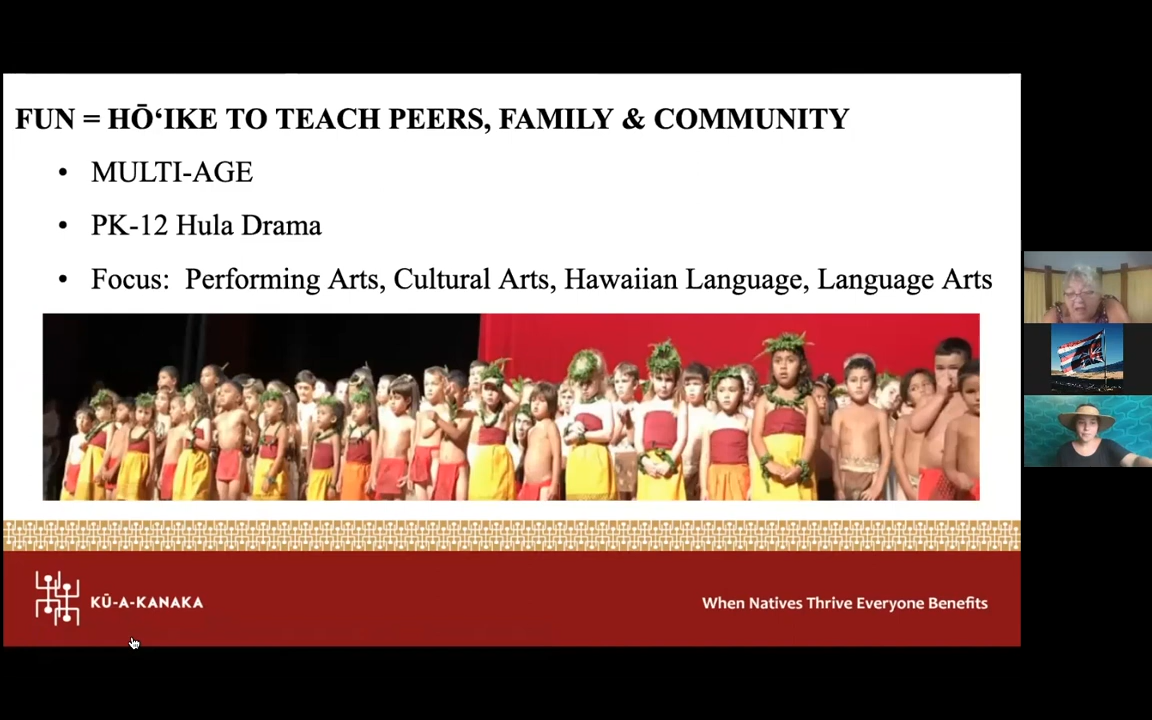 FUN = HŌʻIKE TO TEACH PEERS, FAMILY & COMMUNITY
• MULTI-AGE
• PK-12 Hula Drama
• Focus:  Performing Arts, Cultural Arts, Hawaiian Language, Language Arts
KŪ-A-KANAKA
When Natives Thrive Everyone Benefits